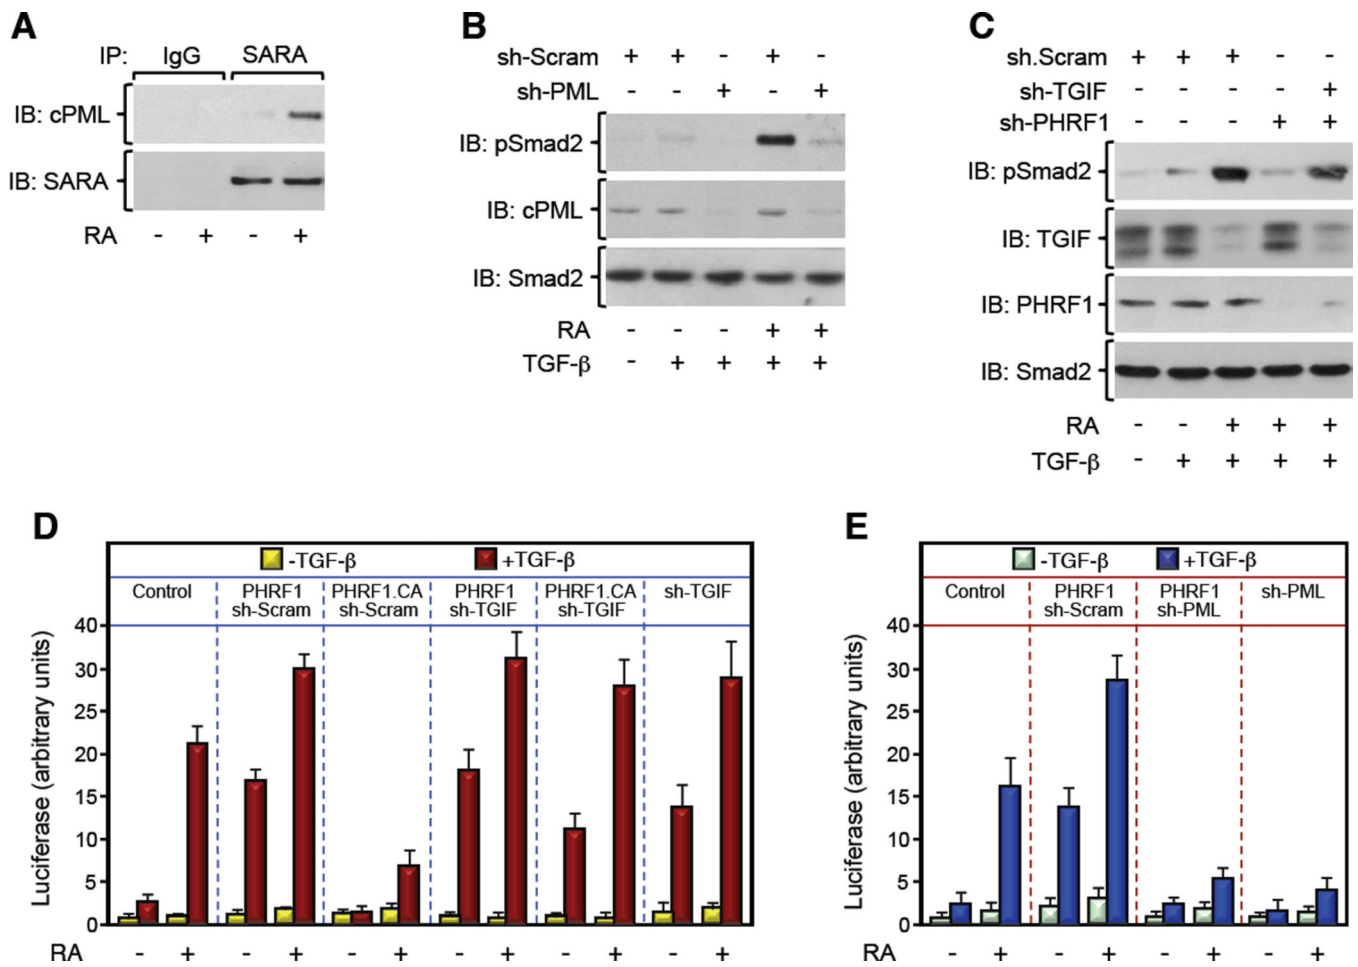 A
IP: IgG SARA
IB: cPML
IB: SARA
RA - + - +
B
sh-Scram + + - + -
sh-PML - - + - +
IB: pSmad2
IB: cPML
IB: Smad2
RA - - - + +
TGF-β - + + + +
C
sh.Scram + + + - -
sh-TGIF - - - - +
sh-PHRF1 - - - + +
IB: pSmad2
IB: TGIF
IB: PHRF1
IB: Smad2
RA - - + + +
TGF-β - + + + +
D
-TGF-β +TGF-β
Control PHRF1 PHRF1.CA PHRF1 PHRF1.CA sh-TGIF
sh-Scram sh-Scram sh-TGIF sh-TGIF
Luciferase (arbitrary units)
40
30
25
20
15
10
5
0
RA - + - + - + - + - + - +
E
-TGF-β +TGF-β
Control PHRF1 PHRF1 sh-PML
sh-Scram sh-PML
Luciferase (arbitrary units)
40
30
25
20
15
10
5
0
RA - + - + - + - +